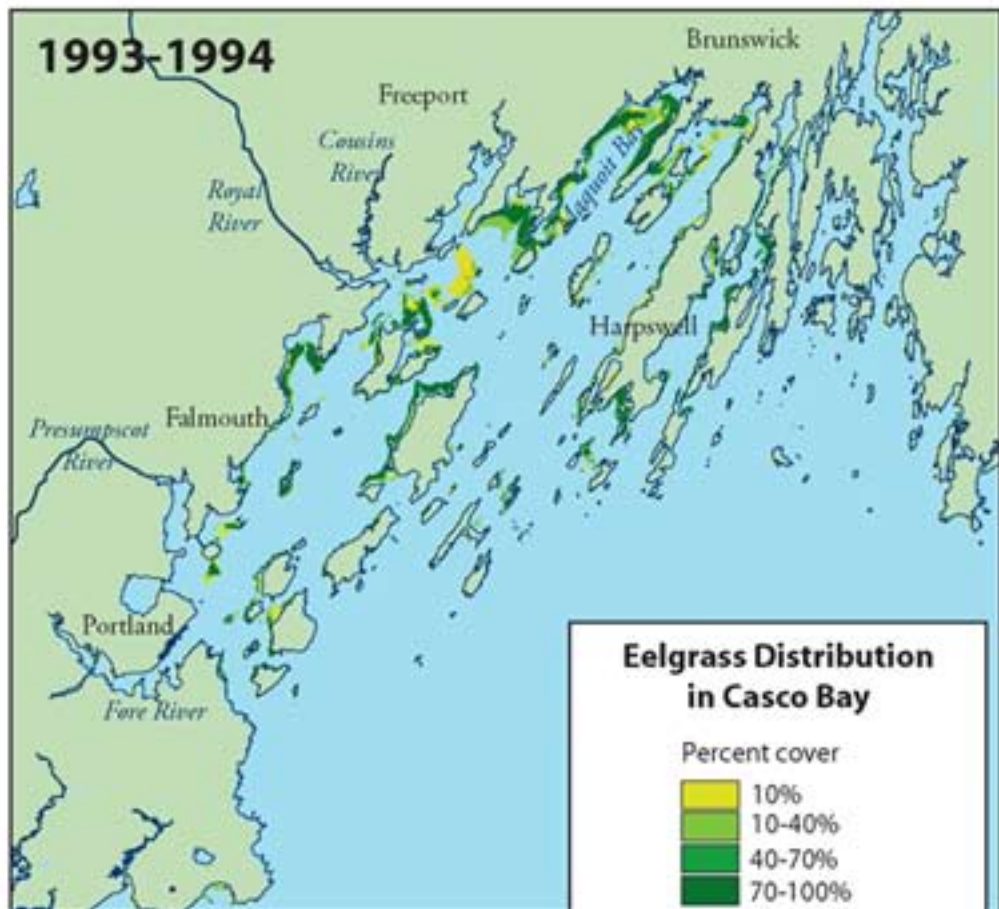 1993-1994
Brunswick
Freeport
Cousins
River
Royal
River
Maquoit Bay
Harpswell
Falmouth
Presumpscot
River
Portland
Fore River
Eelgrass Distribution
in Casco Bay
Percent cover
10%
10-40%
40-70%
70-100%